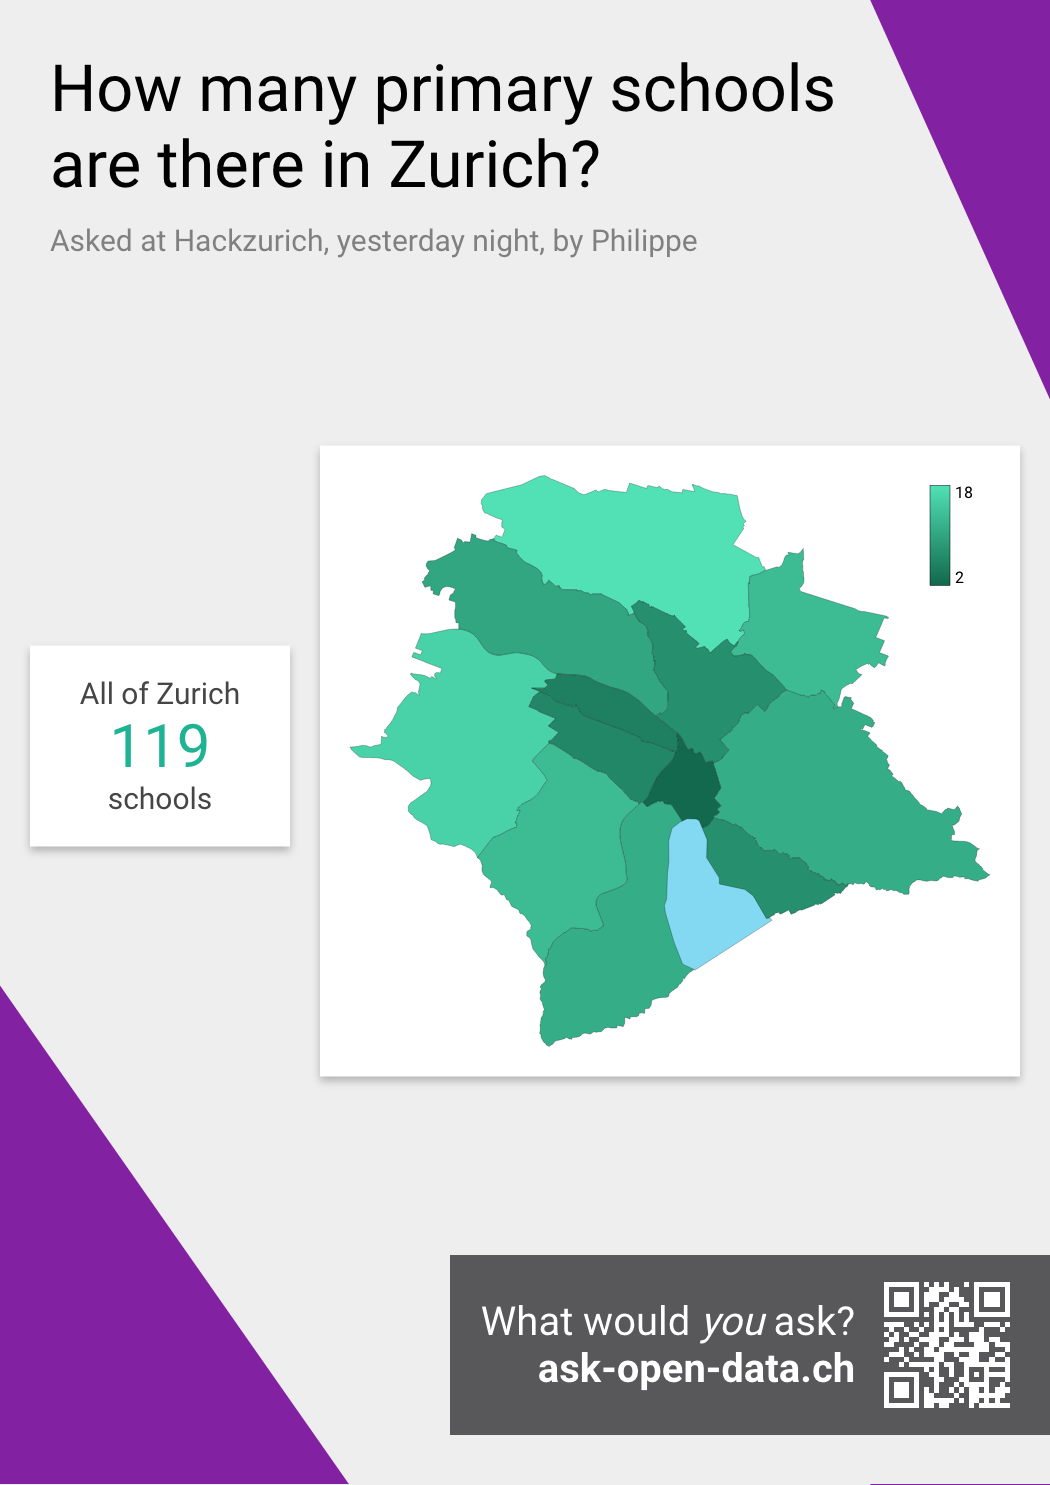 How many primary schools
are there in Zurich?
Asked at Hackzurich, yesterday night, by Philippe
18
2
All of Zurich
119
schools
What would you ask?
ask-open-data.ch